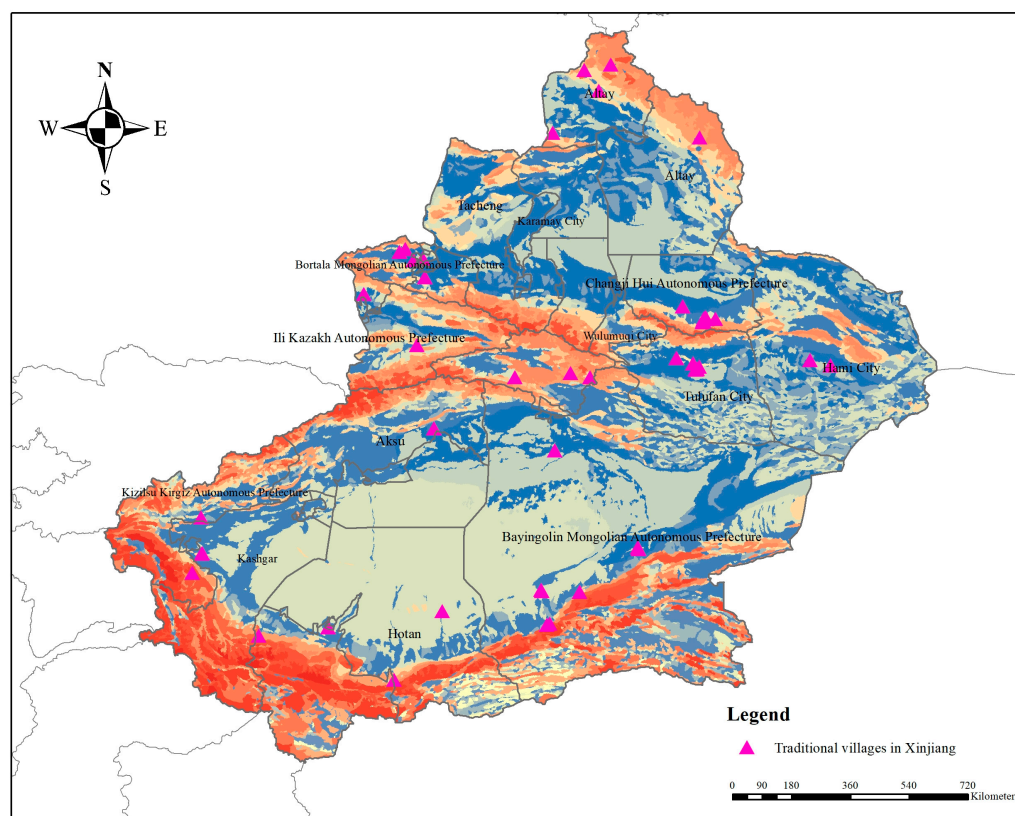 N
W
E
S
Altay
Altay
Tacheng
Karamay City
Bortala Mongolian Autonomous Prefecture
Changji Hui Autonomous Prefecture
Ili Kazakh Autonomous Prefecture
Wulumuqi City
Hami City
Tulufan City
Aksu
Kizilsu Kirgiz Autonomous Prefecture
Bayingolin Mongolian Autonomous Prefecture
Kashgar
Hotan
Legend
Traditional villages in Xinjiang
0 90 180 360 540 720
Kilometer